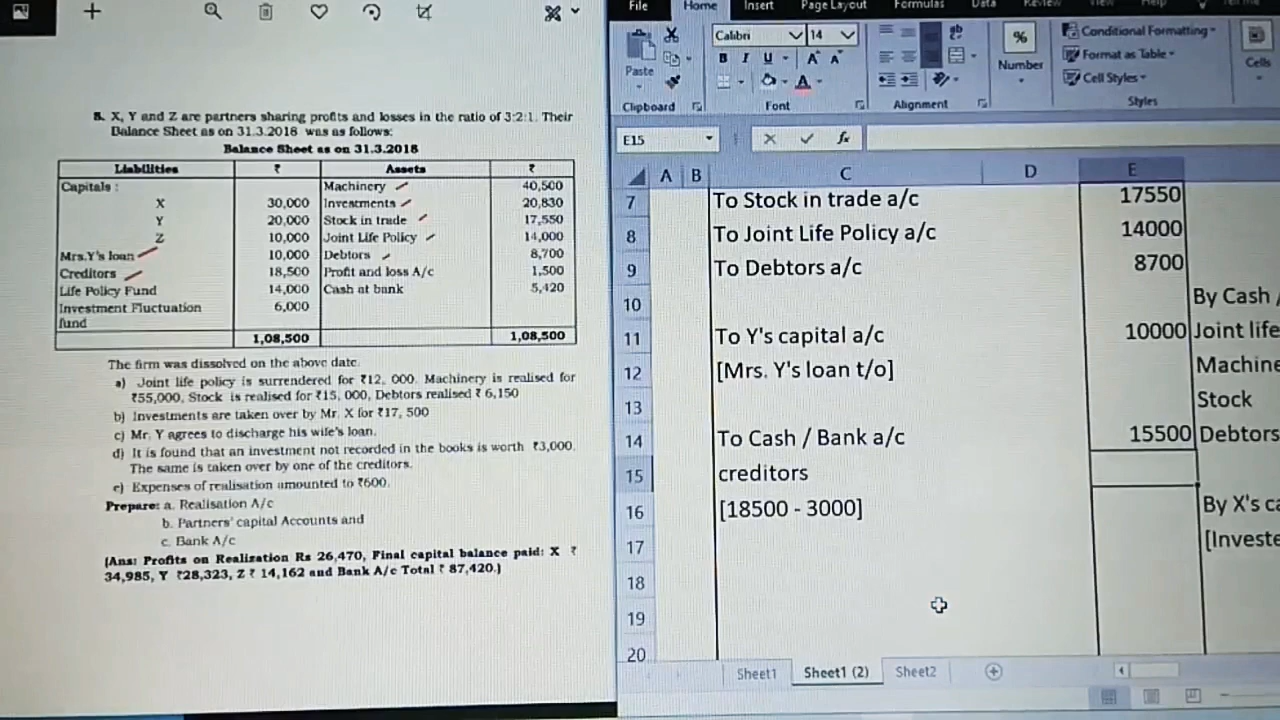 8. X, Y and Z are partners sharing profits and losses in the ratio of 3:2:1. Their
Balance Sheet as on 31.3.2018 was as follows:
Balance Sheet as on 31.3.2018
Liabilities ₹ Assets ₹
Capitals : Machinery 40,500
X 30,000 Investments 20,830
Y 20,000 Stock in trade 17,550
Z 10,000 Joint Life Policy 14,000
Mrs.Y's loan 10,000 Debtors 8,700
Creditors 18,500 Profit and loss A/c 1,500
Life Policy Fund 14,000 Cash at bank 5,420
Investment Fluctuation 6,000
fund
1,08,500 1,08,500
The firm was dissolved on the above date.
a) Joint life policy is surrendered for ₹12, 000. Machinery is realised for
₹55,000, Stock is realised for ₹15, 000, Debtors realised ₹ 6,150
b) Investments are taken over by Mr. X for ₹17, 500
c) Mr. Y agrees to discharge his wife's loan.
d) It is found that an investment not recorded in the books is worth ₹3,000.
The same is taken over by one of the creditors.
e) Expenses of realisation amounted to ₹600.
Prepare: a. Realisation A/c
b. Partners' capital Accounts and
c. Bank A/c
(Ans: Profits on Realization Rs 26,470, Final capital balance paid: X ₹
34,985, Y ₹28,323, Z ₹ 14,162 and Bank A/c Total ₹ 87,420.)
File Home Insert Page Layout Formulas Data Review View Help
Calibri 14
Paste
B I U
%
Number
Conditional Formatting
Format as Table
Cell Styles
Cells
Clipboard Font Alignment Styles
E15 fx
A B C D E
7 To Stock in trade a/c 17550
8 To Joint Life Policy a/c 14000
9 To Debtors a/c 8700
10 By Cash /
11 To Y's capital a/c 10000 Joint life
12 [Mrs. Y's loan t/o] Machine
13 Stock
14 To Cash / Bank a/c 15500 Debtors
15 creditors
16 [18500 - 3000] By X's ca
17 [Investe
18
19
20
Sheet1 Sheet1 (2) Sheet2